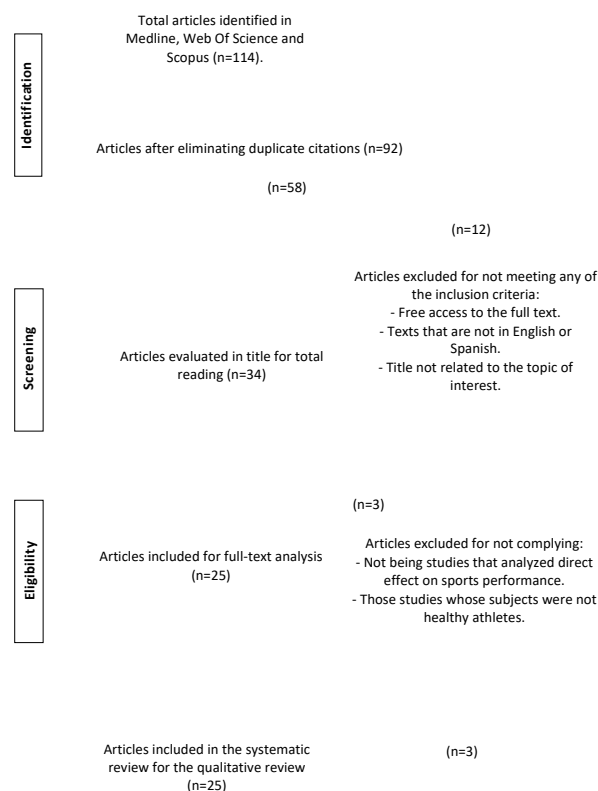 Total articles identified in
Medline, Web Of Science and
Scopus (n=114).
Identification
Articles after eliminating duplicate citations (n=92)
(n=58)
(n=12)
Screening
Articles evaluated in title for total
reading (n=34)
Articles excluded for not meeting any of
the inclusion criteria:
- Free access to the full text.
- Texts that are not in English or
Spanish.
- Title not related to the topic of
interest.
(n=3)
Eligibility
Articles included for full-text analysis
(n=25)
Articles excluded for not complying:
- Not being studies that analyzed direct
effect on sports performance.
- Those studies whose subjects were not
healthy athletes.
Articles included in the systematic
review for the qualitative review
(n=25)
(n=3)